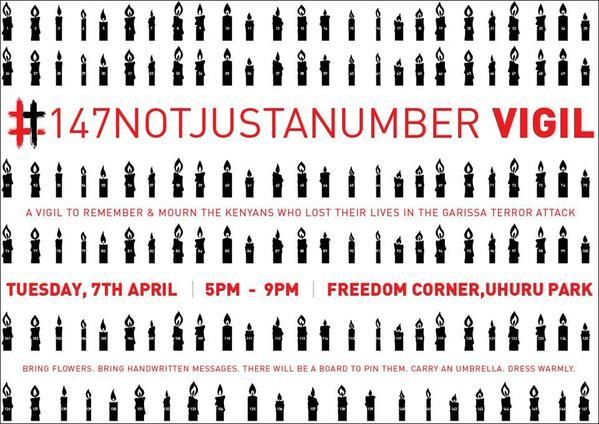 #147NOTJUSTANUMBER VIGIL
A VIGIL TO REMEMBER & MOURN THE KENYANS WHO LOST THEIR LIVES IN THE GARISSA TERROR ATTACK
TUESDAY, 7TH APRIL | 5PM - 9PM | FREEDOM CORNER,UHURU PARK
BRING FLOWERS. BRING HANDWRITTEN MESSAGES. THERE WILL BE A BOARD TO PIN THEM. CARRY AN UMBRELLA. DRESS WARMLY.